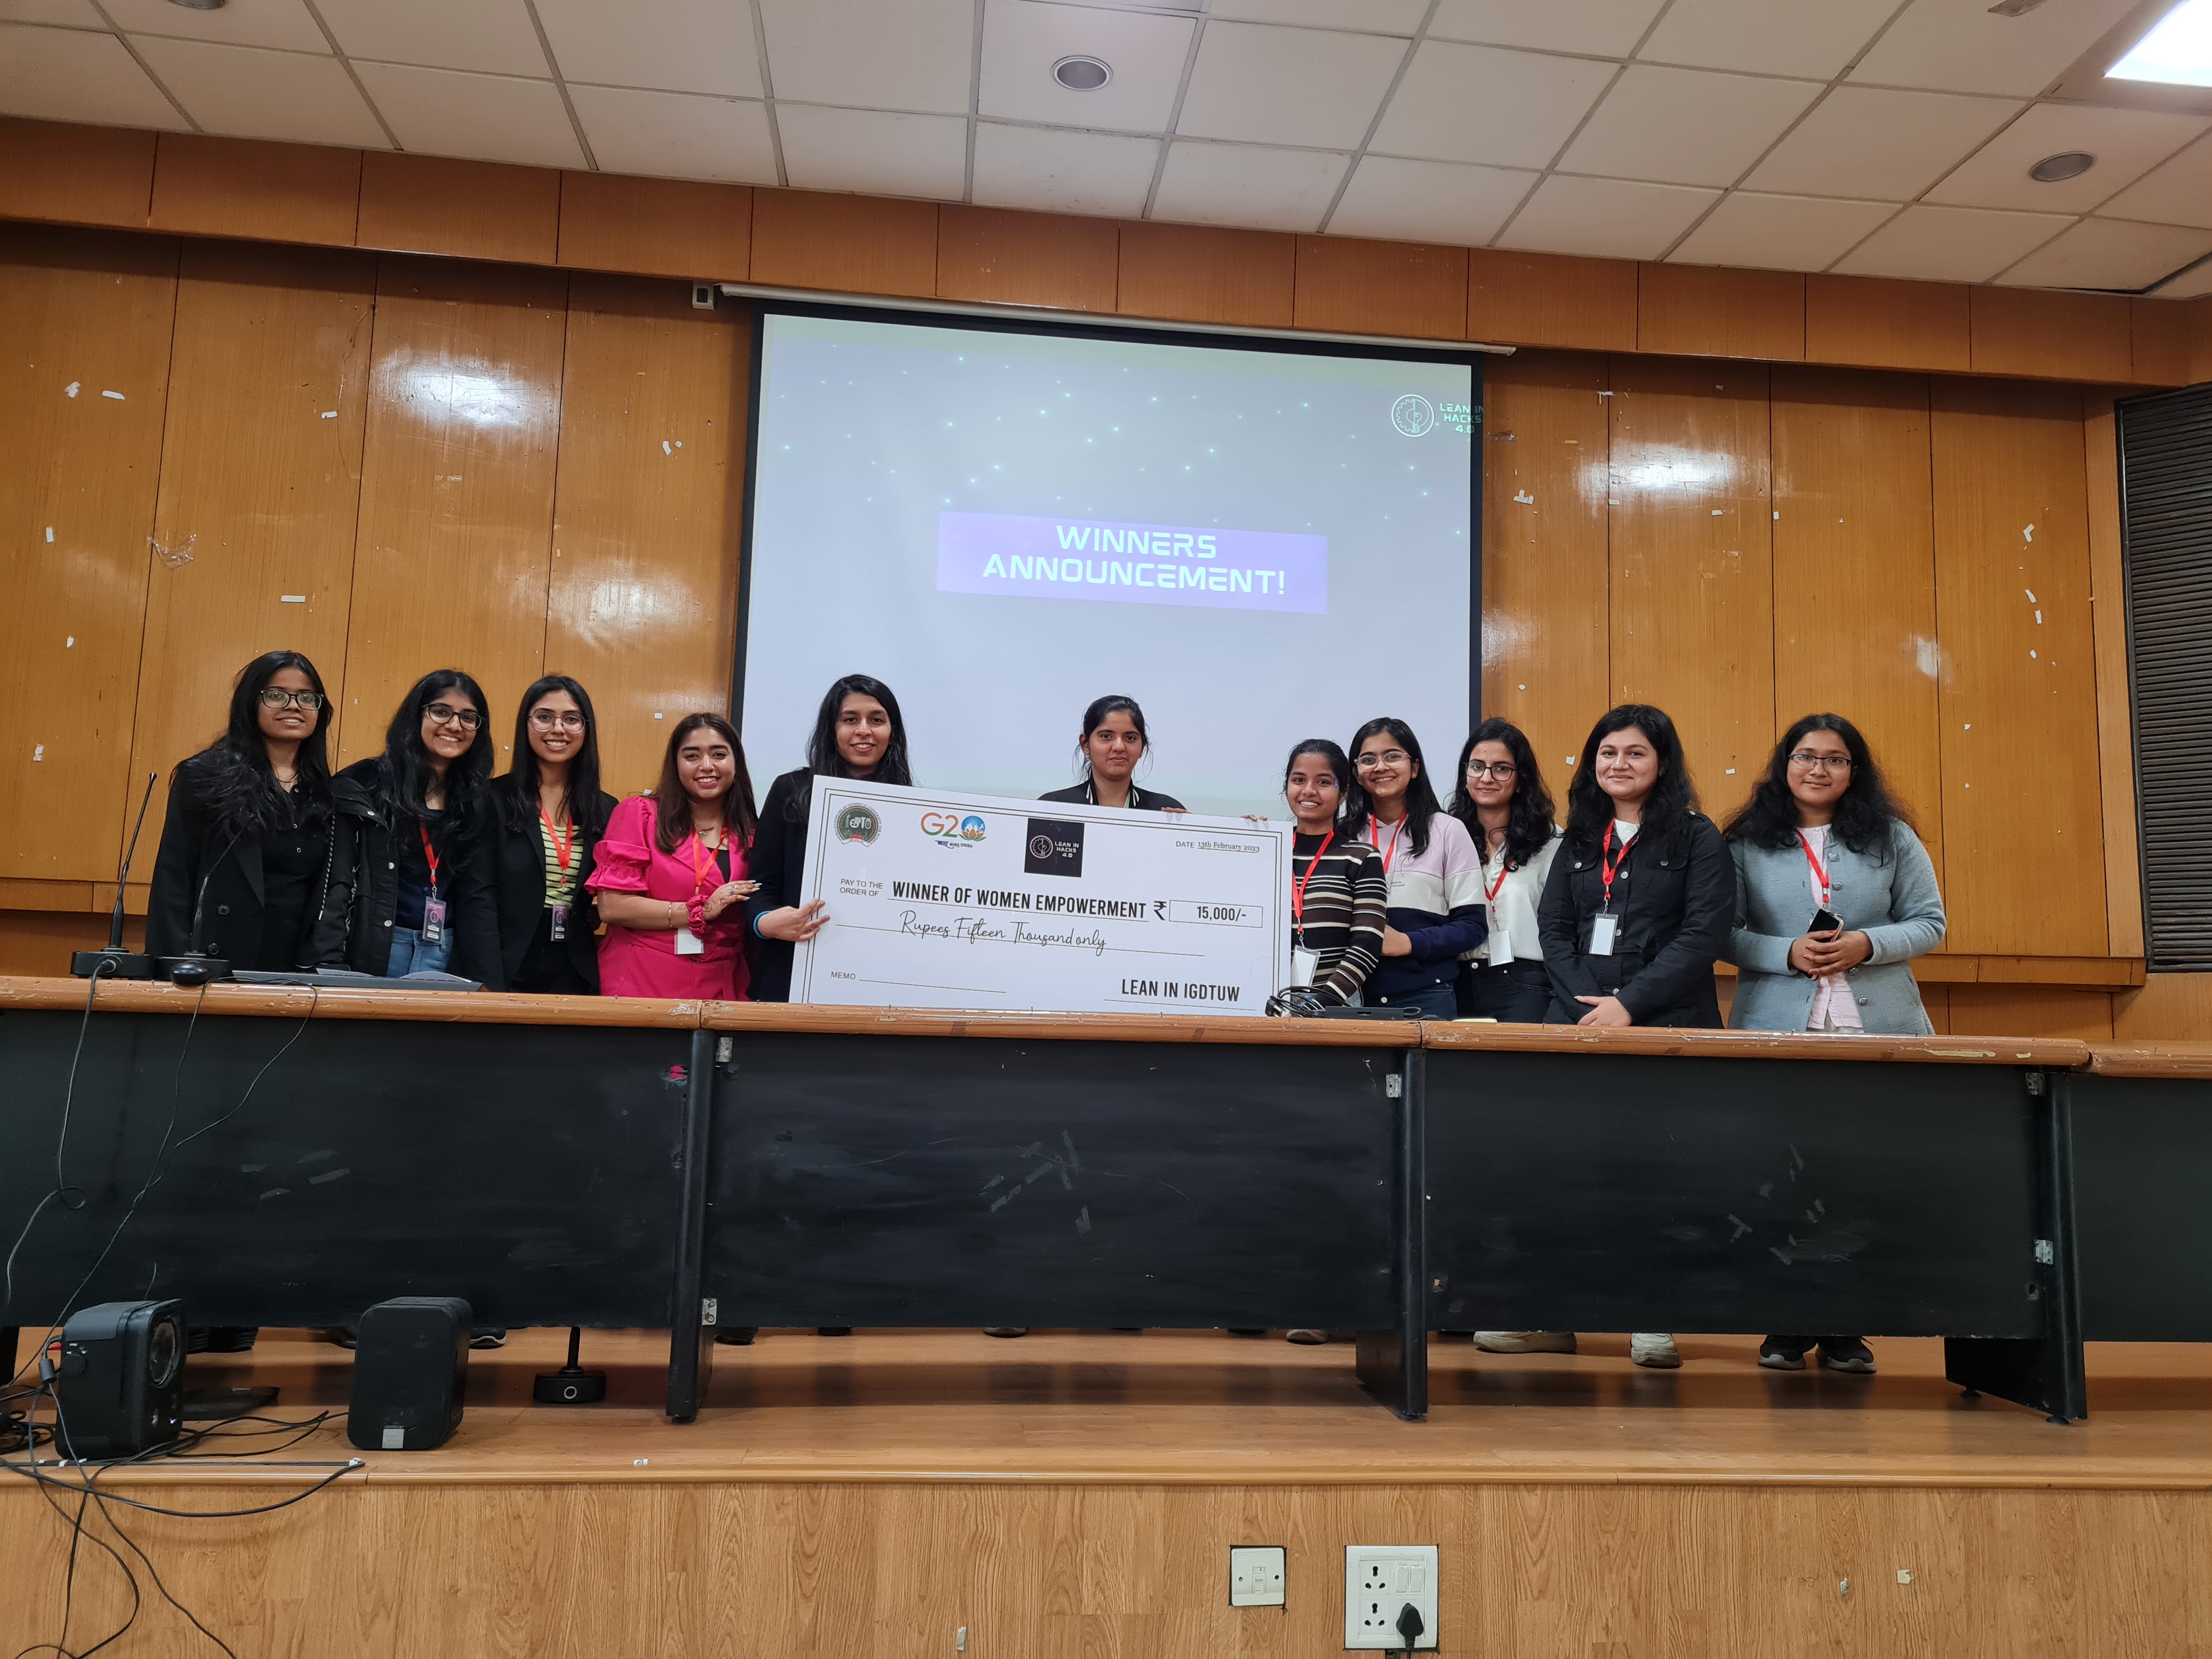 LEAN IN
HACKS
4.0
WINNERS
ANNOUNCEMENT!
G20
LEAN IN
HACKS
4.0
DATE 13th February 2023
PAY TO THE
ORDER OF WINNER OF WOMEN EMPOWERMENT ₹ 15,000/-
Rupees Fifteen Thousand only
MEMO
LEAN IN IGDTUW